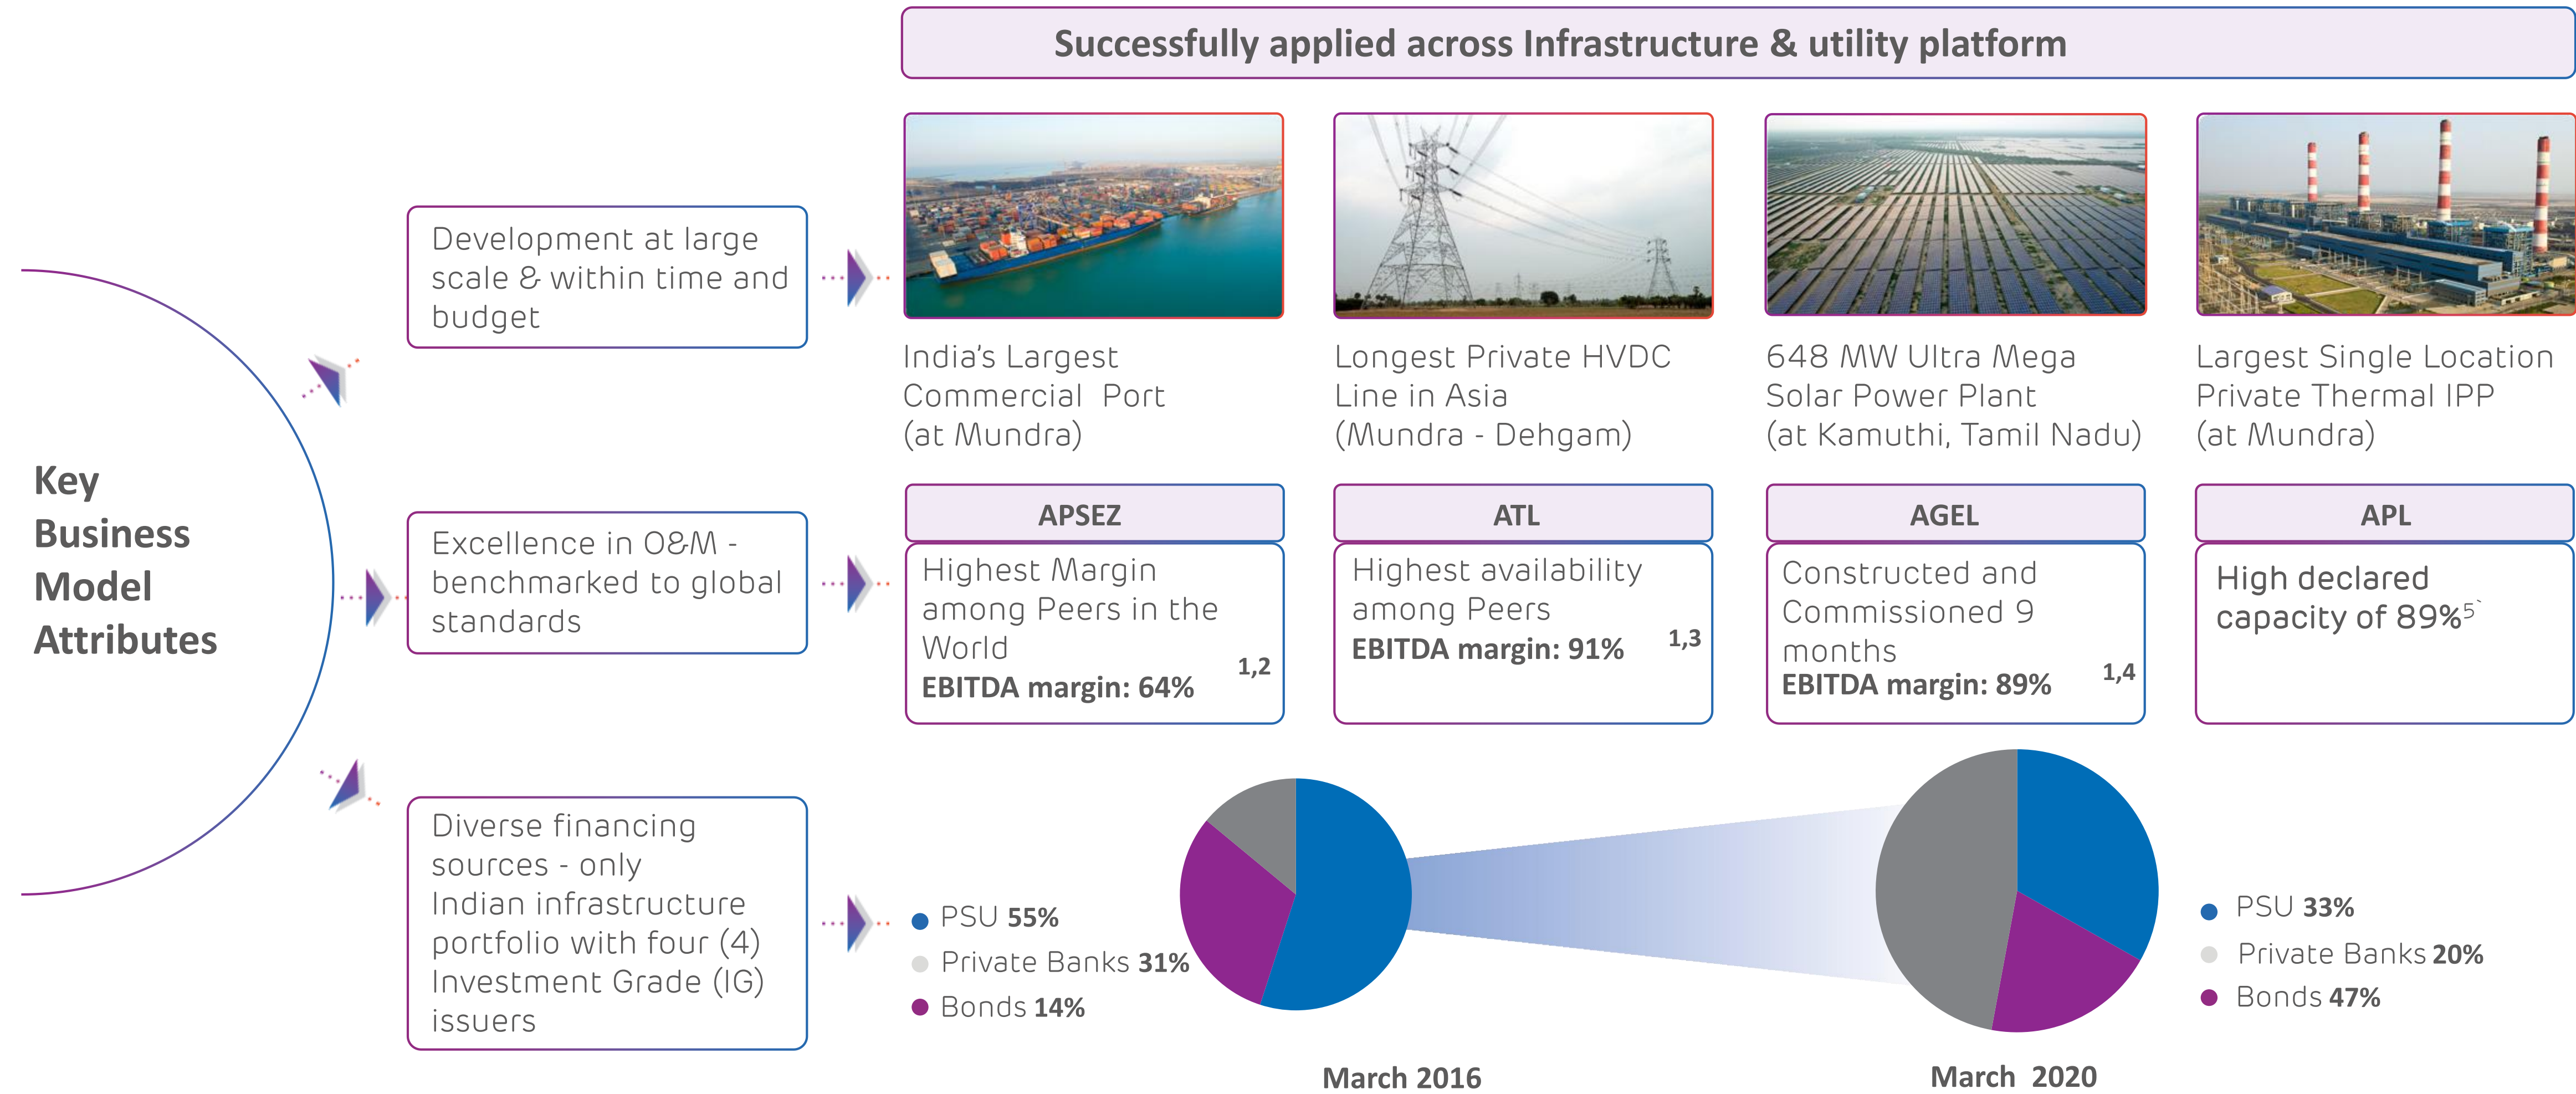 Successfully applied across Infrastructure & utility platform
Key
Business
Model
Attributes
Development at large
scale & within time and
budget
India's Largest
Commercial Port
(at Mundra)
Longest Private HVDC
Line in Asia
(Mundra - Dehgam)
648 MW Ultra Mega
Solar Power Plant
(at Kamuthi, Tamil Nadu)
Largest Single Location
Private Thermal IPP
(at Mundra)
Excellence in O&M -
benchmarked to global
standards
APSEZ
Highest Margin
among Peers in the
World
EBITDA margin: 64% 1,2
ATL
Highest availability
among Peers
EBITDA margin: 91% 1,3
AGEL
Constructed and
Commissioned 9
months
EBITDA margin: 89% 1,4
APL
High declared
capacity of 89%5`
Diverse financing
sources - only
Indian infrastructure
portfolio with four (4)
Investment Grade (IG)
issuers
PSU 55%
Private Banks 31%
Bonds 14%
March 2016
PSU 33%
Private Banks 20%
Bonds 47%
March 2020